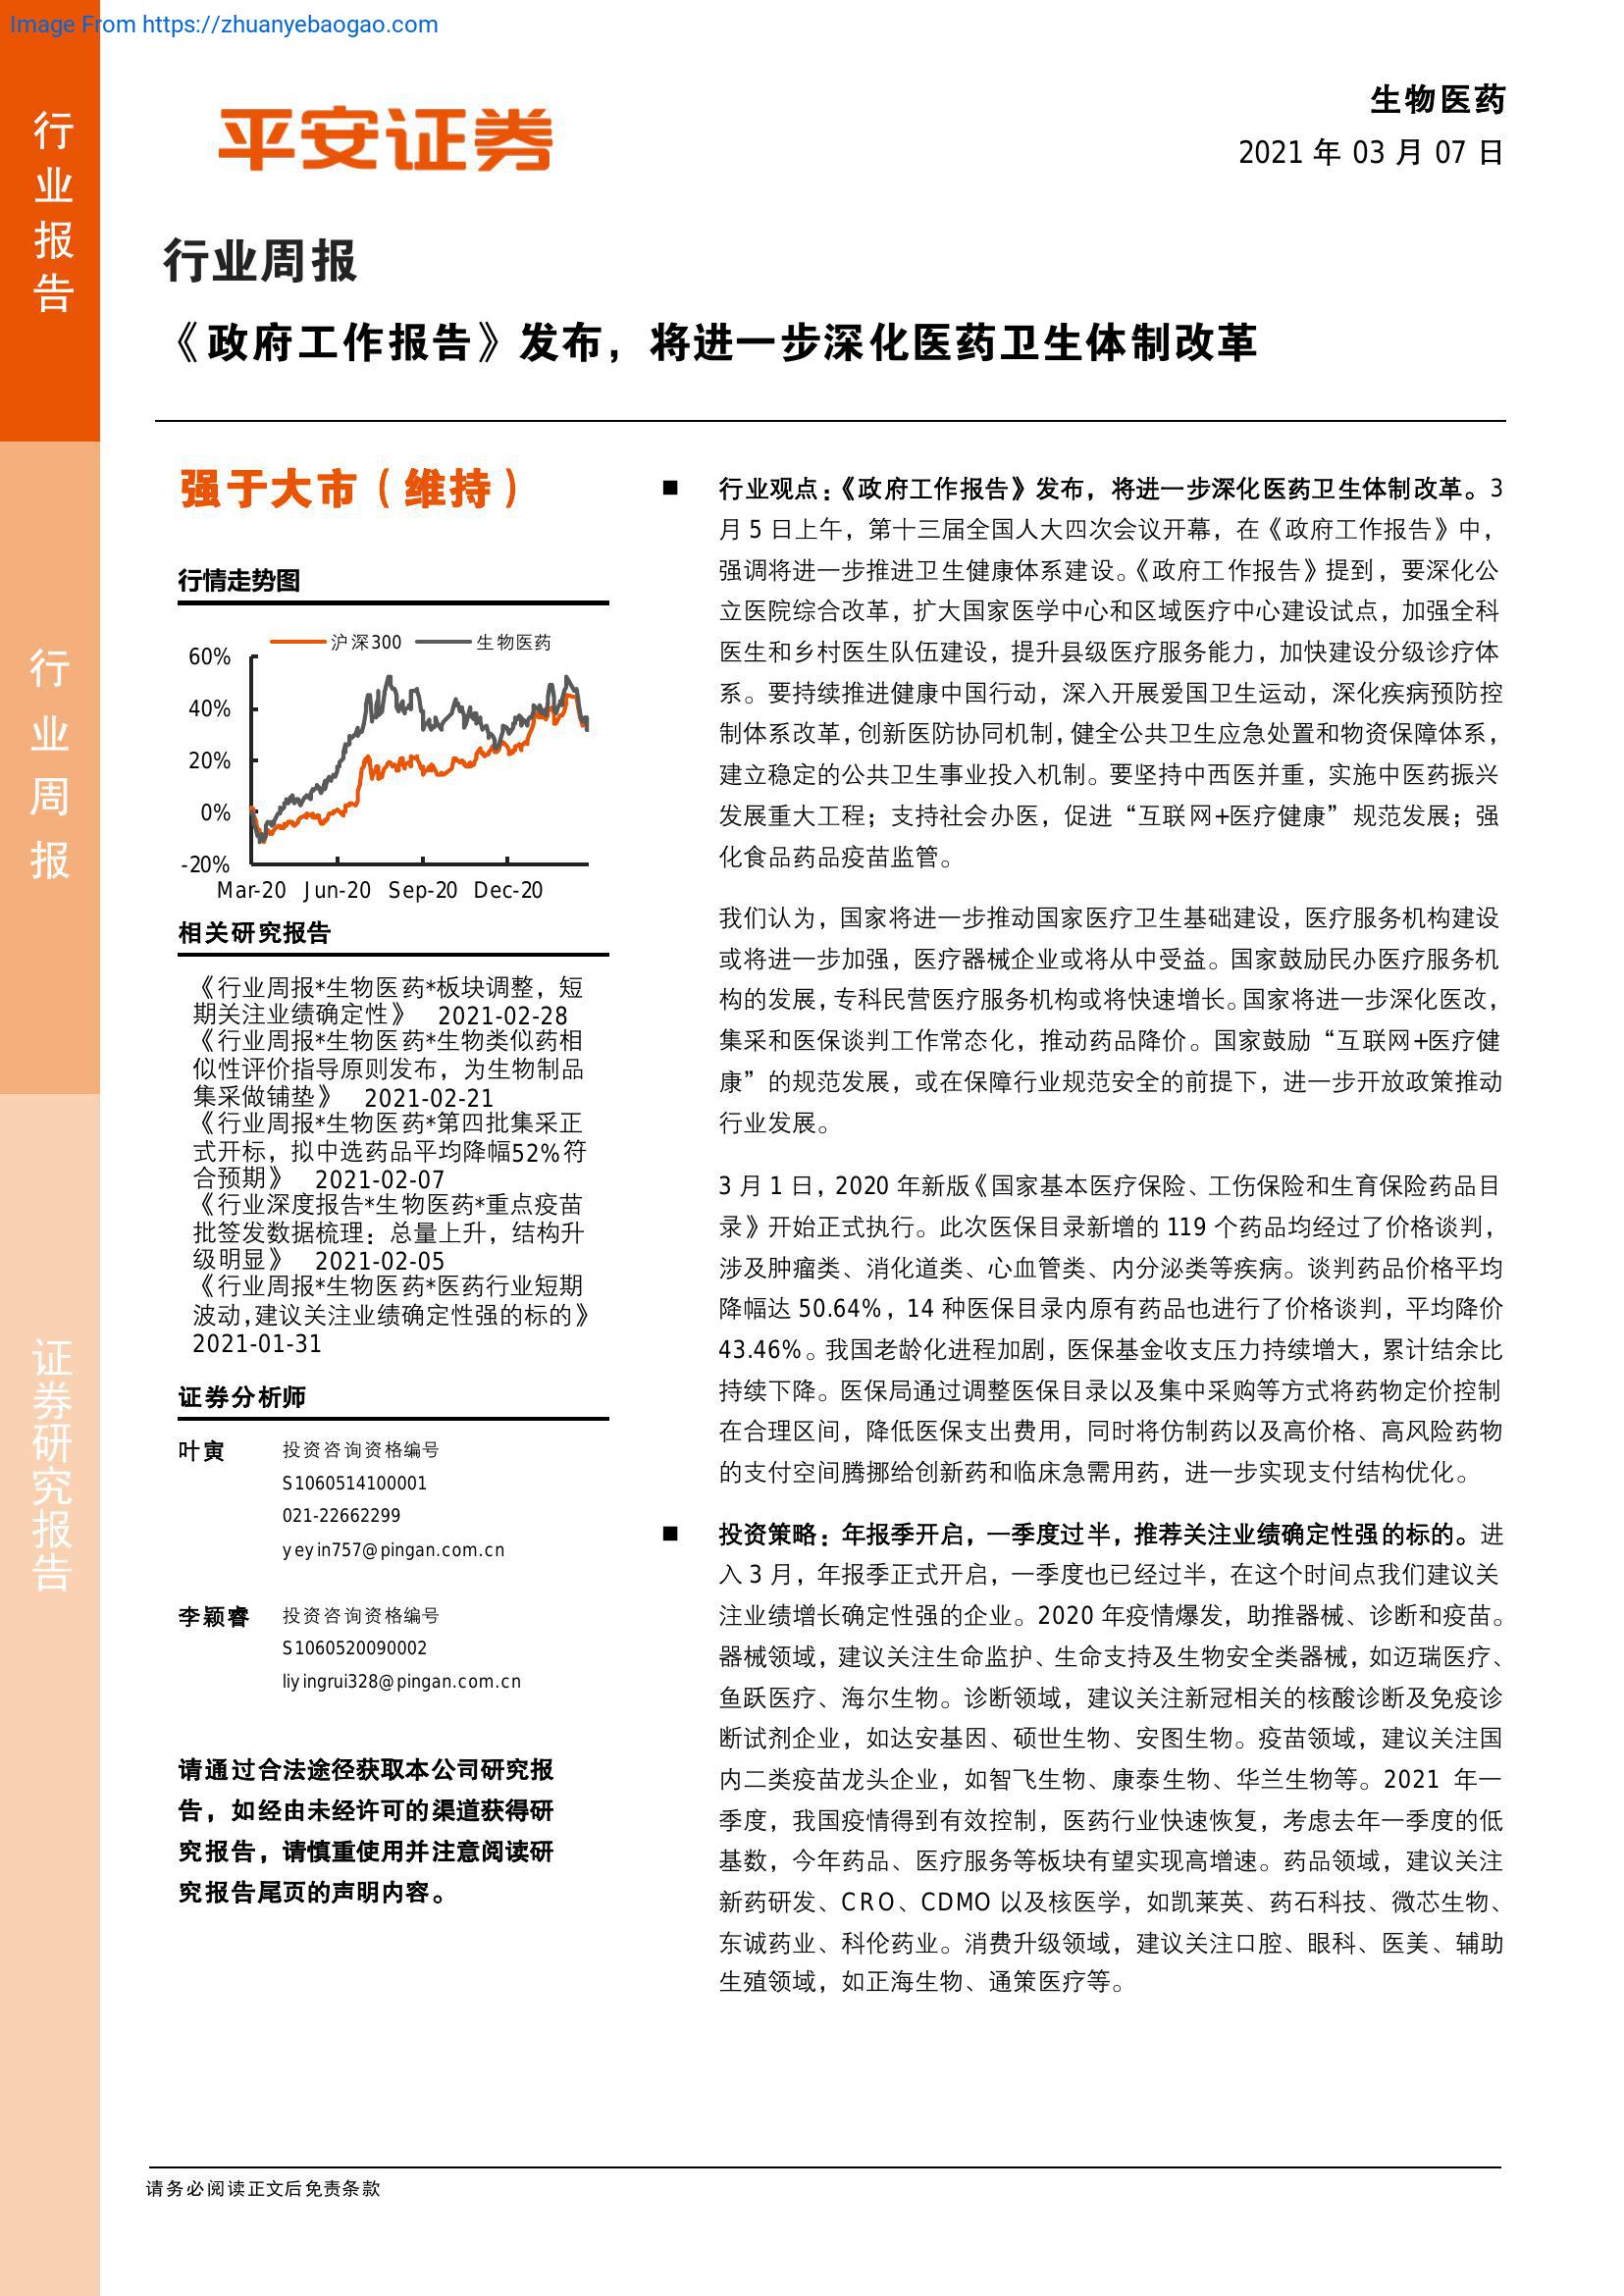 Image From https://zhuanyebaogao.com
行业报告
行业周报
证券研究报告
平安证券
生物医药
2021 年 03 月 07 日
行业周报
《政府工作报告》发布，将进一步深化医药卫生体制改革
强于大市（维持）
行情走势图
沪深300 生物医药
60%
40%
20%
0%
-20%
Mar-20 Jun-20 Sep-20 Dec-20
相关研究报告
《行业周报*生物医药*板块调整，短
期关注业绩确定性》 2021-02-28
《行业周报*生物医药*生物类似药相
似性评价指导原则发布，为生物制品
集采做铺垫》 2021-02-21
《行业周报*生物医药*第四批集采正
式开标，拟中选药品平均降幅52%符
合预期》 2021-02-07
《行业深度报告*生物医药*重点疫苗
批签发数据梳理：总量上升，结构升
级明显》 2021-02-05
《行业周报*生物医药*医药行业短期
波动,建议关注业绩确定性强的标的》
2021-01-31
证券分析师
叶寅 投资咨询资格编号
S1060514100001
021-22662299
yeyin757@pingan.com.cn
李颖睿 投资咨询资格编号
S1060520090002
liyingrui328@pingan.com.cn
请通过合法途径获取本公司研究报
告，如经由未经许可的渠道获得研
究报告，请慎重使用并注意阅读研
究报告尾页的声明内容。
■ 行业观点：《政府工作报告》发布，将进一步深化医药卫生体制改革。3
月 5 日上午，第十三届全国人大四次会议开幕，在《政府工作报告》中，
强调将进一步推进卫生健康体系建设。《政府工作报告》提到，要深化公
立医院综合改革，扩大国家医学中心和区域医疗中心建设试点，加强全科
医生和乡村医生队伍建设，提升县级医疗服务能力，加快建设分级诊疗体
系。要持续推进健康中国行动，深入开展爱国卫生运动，深化疾病预防控
制体系改革，创新医防协同机制，健全公共卫生应急处置和物资保障体系，
建立稳定的公共卫生事业投入机制。要坚持中西医并重，实施中医药振兴
发展重大工程；支持社会办医，促进“互联网+医疗健康”规范发展；强
化食品药品疫苗监管。
我们认为，国家将进一步推动国家医疗卫生基础建设，医疗服务机构建设
或将进一步加强，医疗器械企业或将从中受益。国家鼓励民办医疗服务机
构的发展，专科民营医疗服务机构或将快速增长。国家将进一步深化医改，
集采和医保谈判工作常态化，推动药品降价。国家鼓励“互联网+医疗健
康”的规范发展，或在保障行业规范安全的前提下，进一步开放政策推动
行业发展。
3 月 1 日，2020 年新版《国家基本医疗保险、工伤保险和生育保险药品目
录》开始正式执行。此次医保目录新增的 119 个药品均经过了价格谈判，
涉及肿瘤类、消化道类、心血管类、内分泌类等疾病。谈判药品价格平均
降幅达 50.64%，14 种医保目录内原有药品也进行了价格谈判，平均降价
43.46%。我国老龄化进程加剧，医保基金收支压力持续增大，累计结余比
持续下降。医保局通过调整医保目录以及集中采购等方式将药物定价控制
在合理区间，降低医保支出费用，同时将仿制药以及高价格、高风险药物
的支付空间腾挪给创新药和临床急需用药，进一步实现支付结构优化。
■ 投资策略：年报季开启，一季度过半，推荐关注业绩确定性强的标的。进
入 3 月，年报季正式开启，一季度也已经过半，在这个时间点我们建议关
注业绩增长确定性强的企业。2020 年疫情爆发，助推器械、诊断和疫苗。
器械领域，建议关注生命监护、生命支持及生物安全类器械，如迈瑞医疗、
鱼跃医疗、海尔生物。诊断领域，建议关注新冠相关的核酸诊断及免疫诊
断试剂企业，如达安基因、硕世生物、安图生物。疫苗领域，建议关注国
内二类疫苗龙头企业，如智飞生物、康泰生物、华兰生物等。2021 年一
季度，我国疫情得到有效控制，医药行业快速恢复，考虑去年一季度的低
基数，今年药品、医疗服务等板块有望实现高增速。药品领域，建议关注
新药研发、CRO、CDMO 以及核医学，如凯莱英、药石科技、微芯生物、
东诚药业、科伦药业。消费升级领域，建议关注口腔、眼科、医美、辅助
生殖领域，如正海生物、通策医疗等。
请务必阅读正文后免责条款